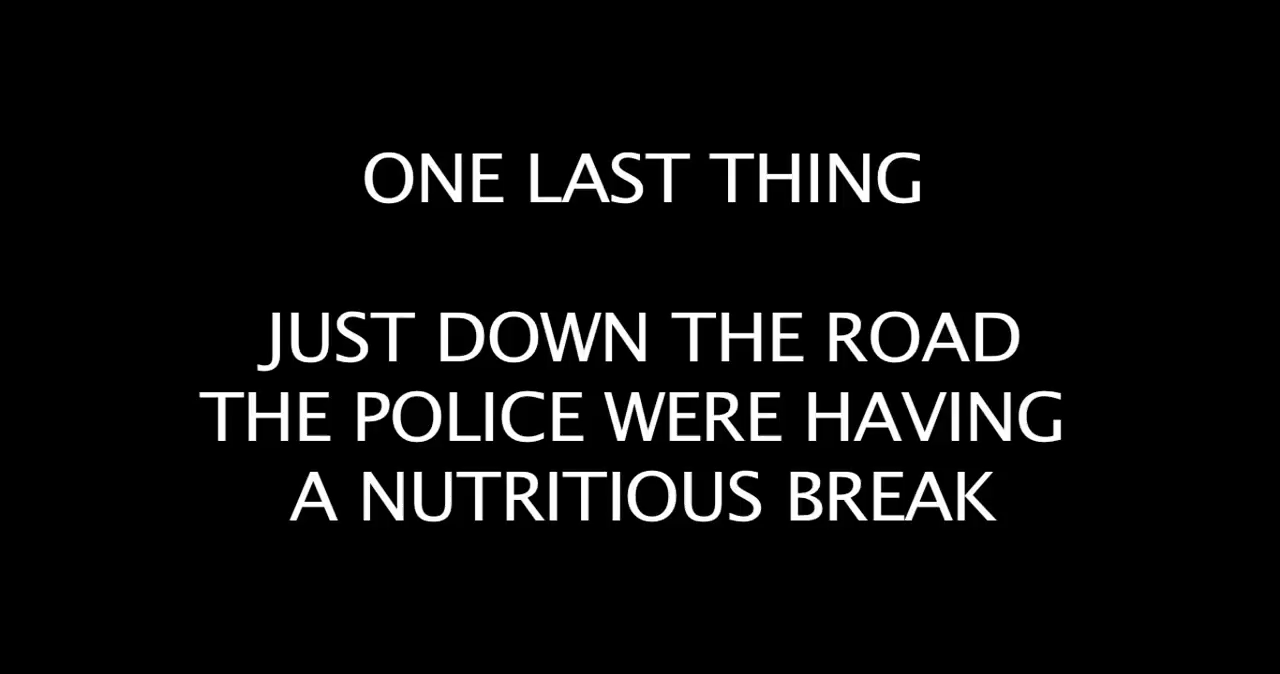 ONE LAST THING
JUST DOWN THE ROAD
THE POLICE WERE HAVING
A NUTRITIOUS BREAK